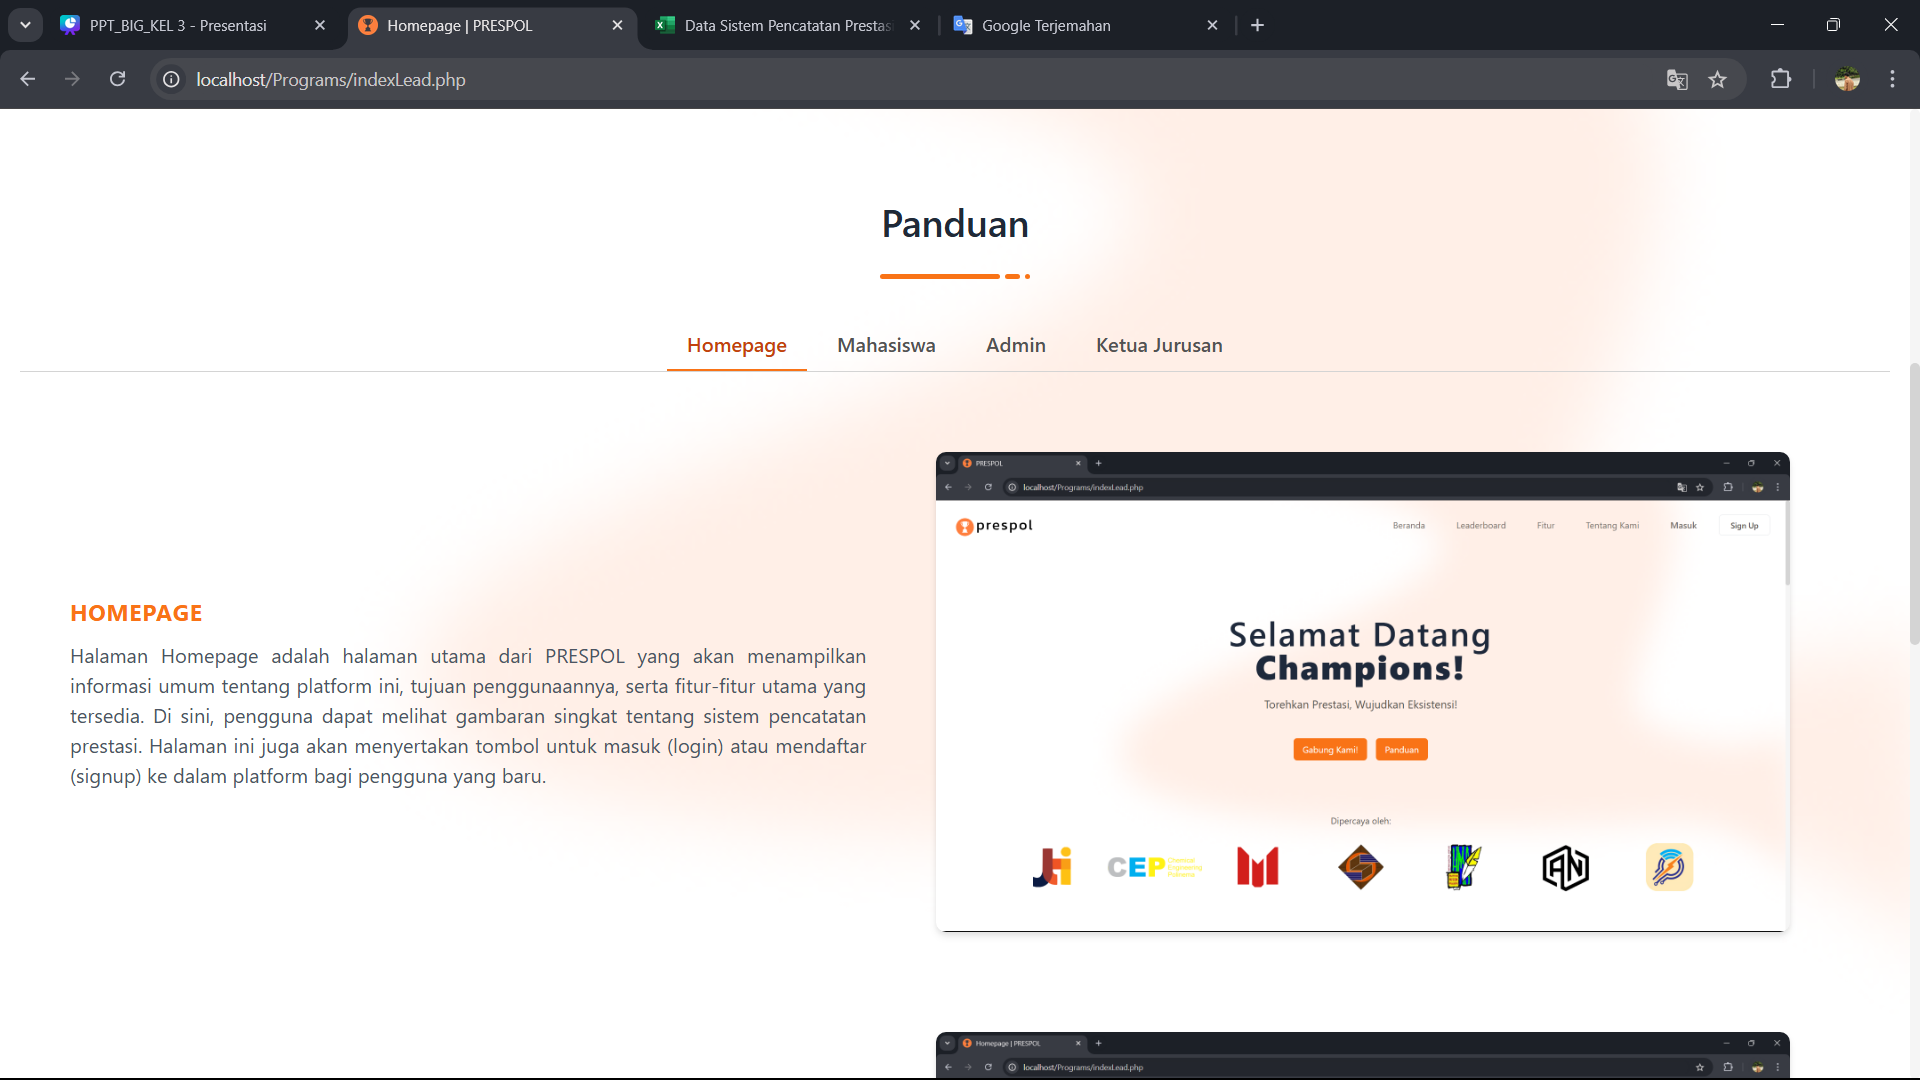 PPT_BIG_KEL 3 - Presentasi
Homepage | PRESPOL
Data Sistem Pencatatan Prestas
Google Terjemahan
localhost/Programs/indexLead.php
Panduan
Homepage
Mahasiswa
Admin
Ketua Jurusan
HOMEPAGE
Halaman Homepage adalah halaman utama dari PRESPOL yang akan menampilkan
informasi umum tentang platform ini, tujuan penggunaannya, serta fitur-fitur utama yang
tersedia. Di sini, pengguna dapat melihat gambaran singkat tentang sistem pencatatan
prestasi. Halaman ini juga akan menyertakan tombol untuk masuk (login) atau mendaftar
(signup) ke dalam platform bagi pengguna yang baru.
PRESPOL
localhost/Programs/indexLead.php
prespol
Beranda
Leaderboard
Fitur
Tentang Kami
Masuk
Sign Up
Selamat Datang
Champions!
Torehkan Prestasi, Wujudkan Eksistensi!
Gabung Kami!
Panduan
Dipercaya oleh:
CEP
Homepage | PRESPOL
localhost/Programs/indexLead.php